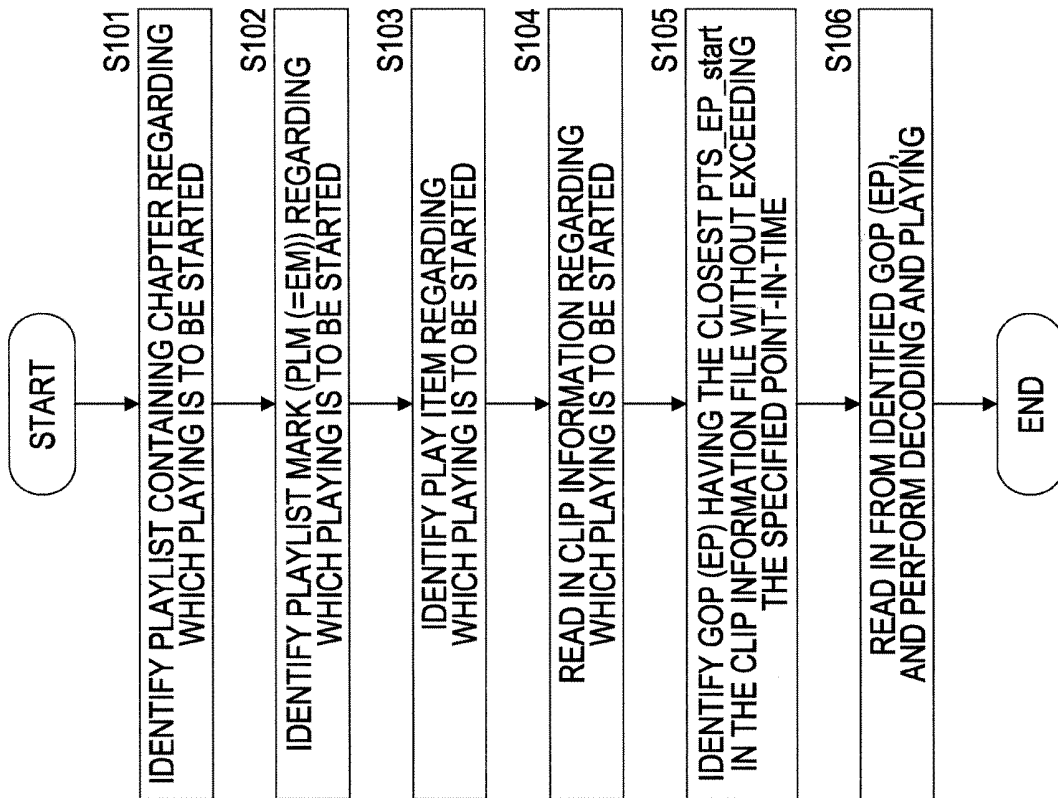 START
S101
IDENTIFY PLAYLIST CONTAINING CHAPTER REGARDING
WHICH PLAYING IS TO BE STARTED
S102
IDENTIFY PLAYLIST MARK (PLM (=EM)) REGARDING
WHICH PLAYING IS TO BE STARTED
S103
IDENTIFY PLAY ITEM REGARDING
WHICH PLAYING IS TO BE STARTED
S104
READ IN CLIP INFORMATION REGARDING
WHICH PLAYING IS TO BE STARTED
S105
IDENTIFY GOP (EP) HAVING THE CLOSEST PTS_EP_start
IN THE CLIP INFORMATION FILE WITHOUT EXCEEDING
THE SPECIFIED POINT-IN-TIME
S106
READ IN FROM IDENTIFIED GOP (EP),
AND PERFORM DECODING AND PLAYING
END